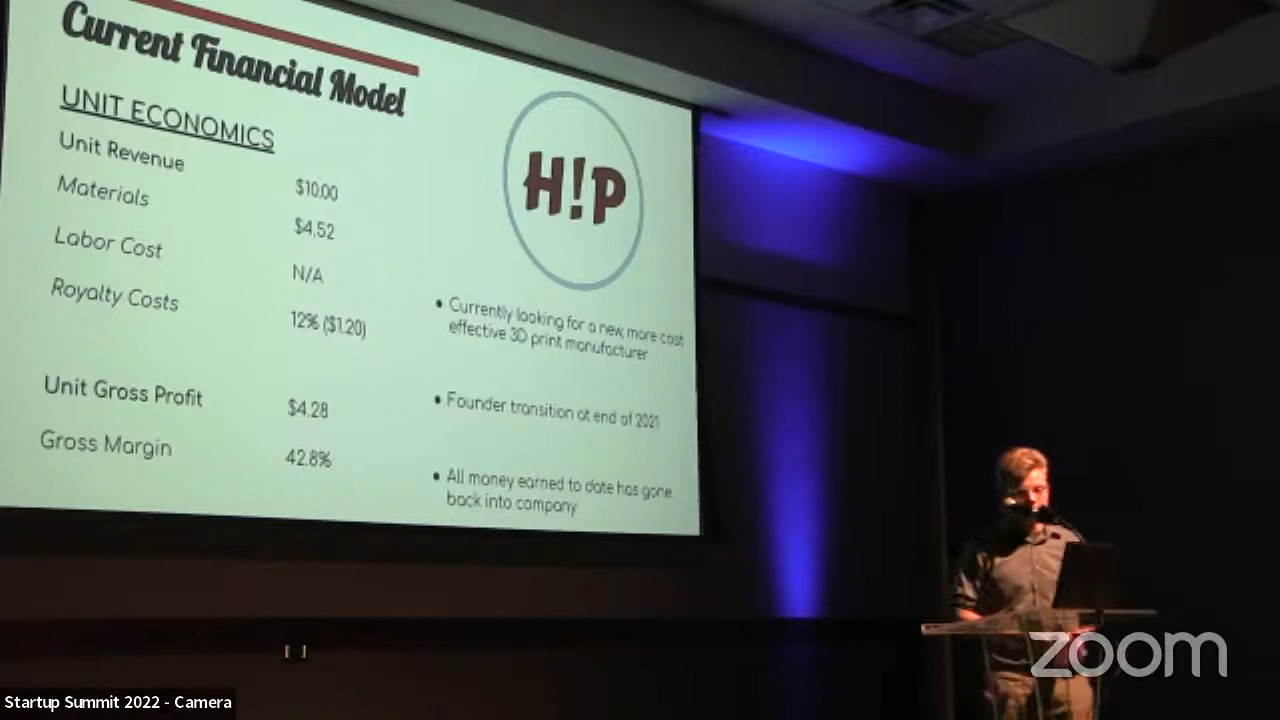 Current Financial Model
UNIT ECONOMICS
Unit Revenue
$10.00
Materials
$4.52
Labor Cost
N/A
Royalty Costs
12% ($1.20)
Unit Gross Profit
$4.28
Gross Margin
42.8%
H!P
• Currently looking for a new, more cost
effective 3D print manufacturer
• Founder transition at end of 2021
• All money earned to date has gone
back into company
zoom
Startup Summit 2022 - Camera